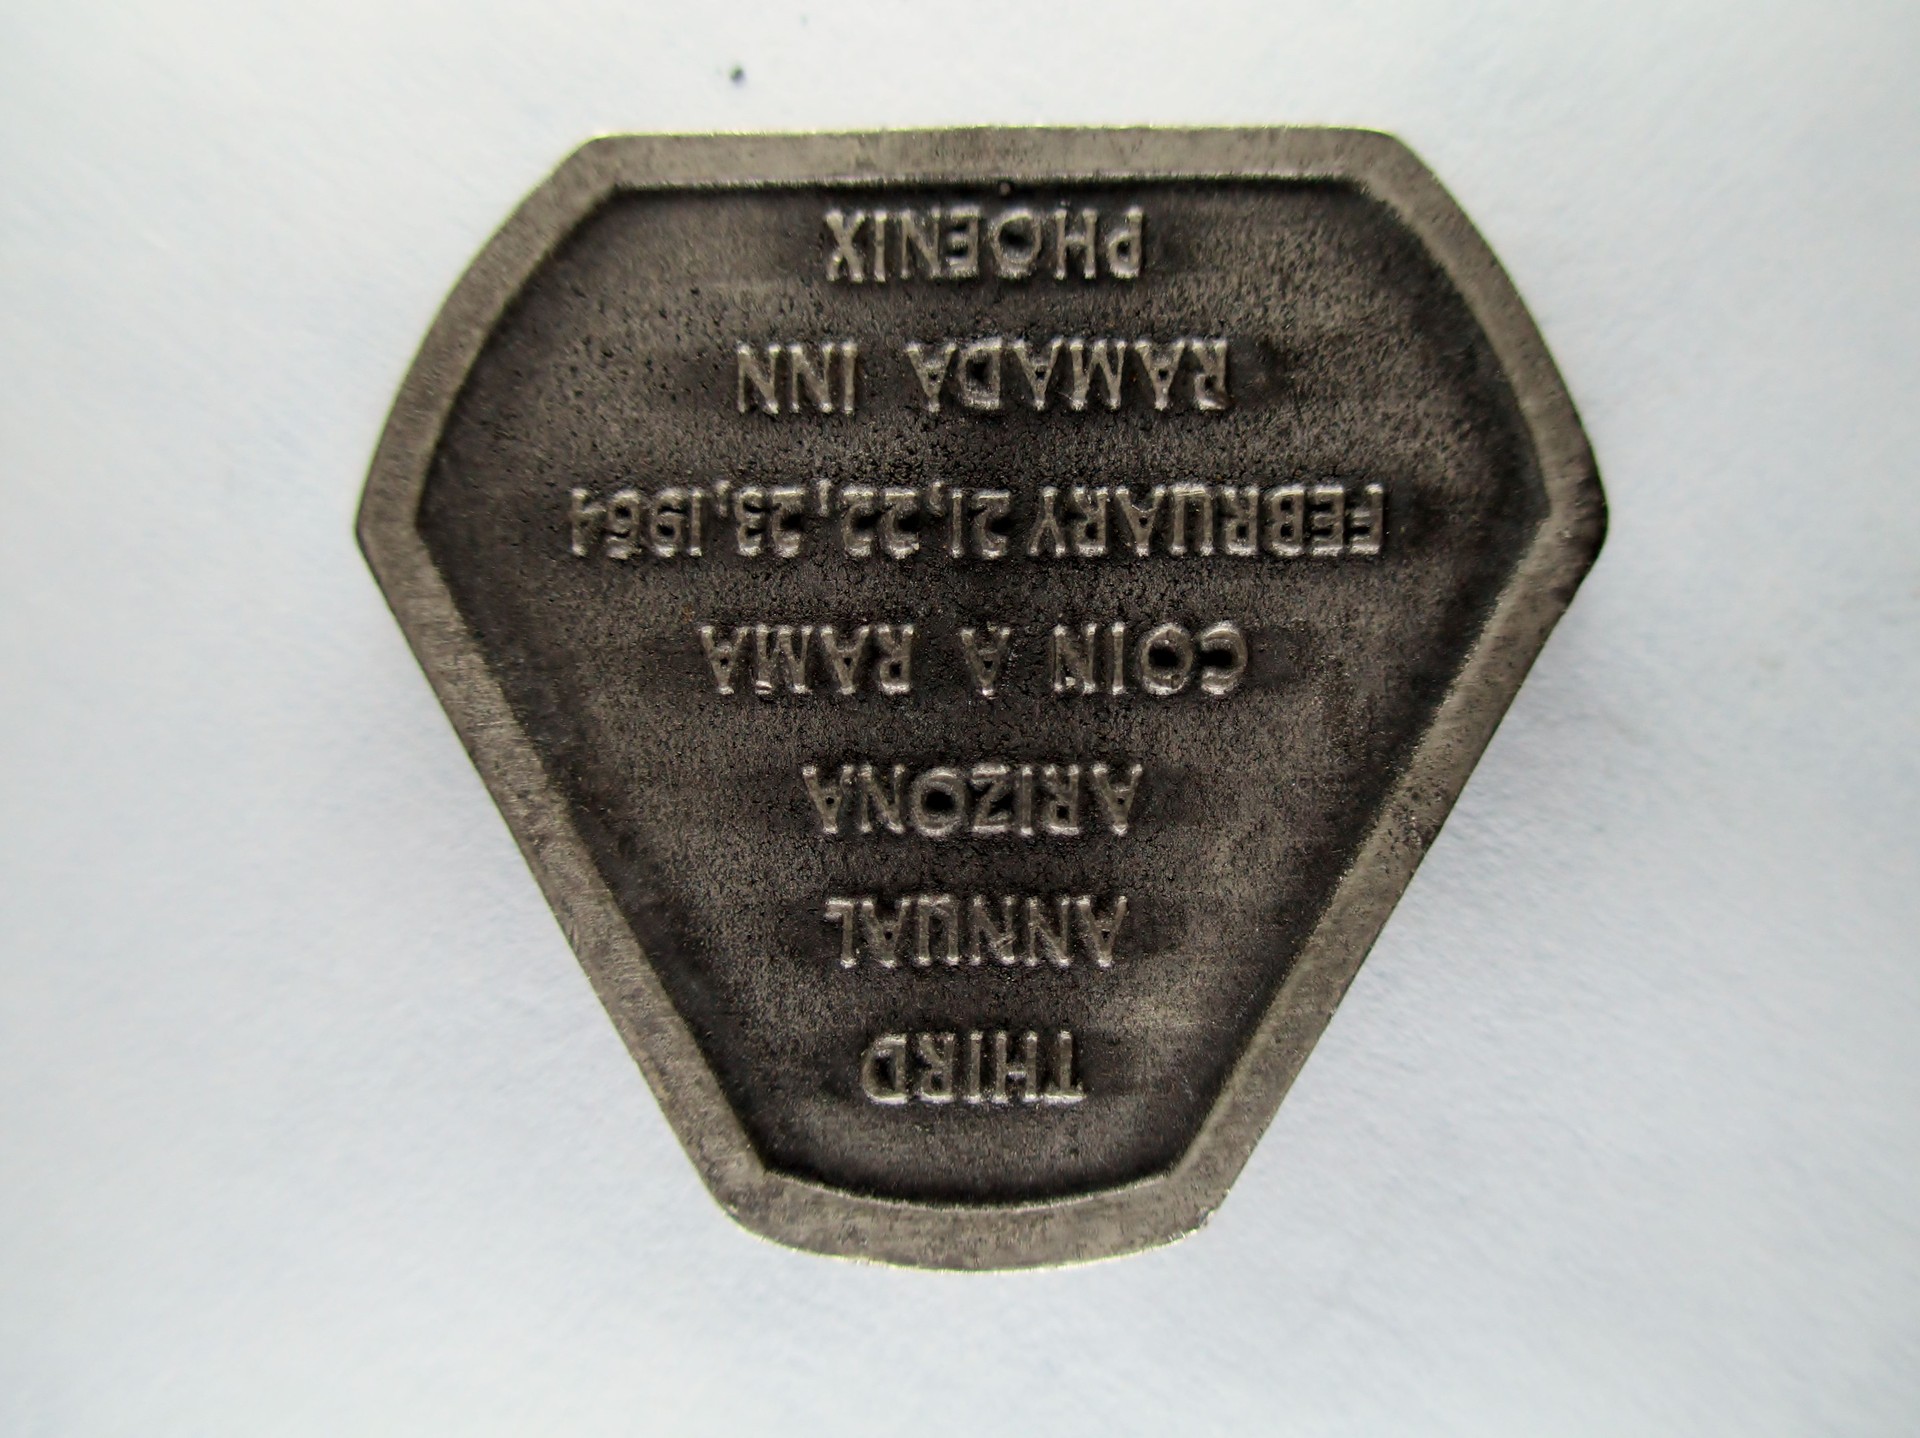 THIRD
ANNUAL
ARIZONA
COIN A RAMA
FEBRUARY 21, 22, 23, 1964
RAMADA INN
PHOENIX